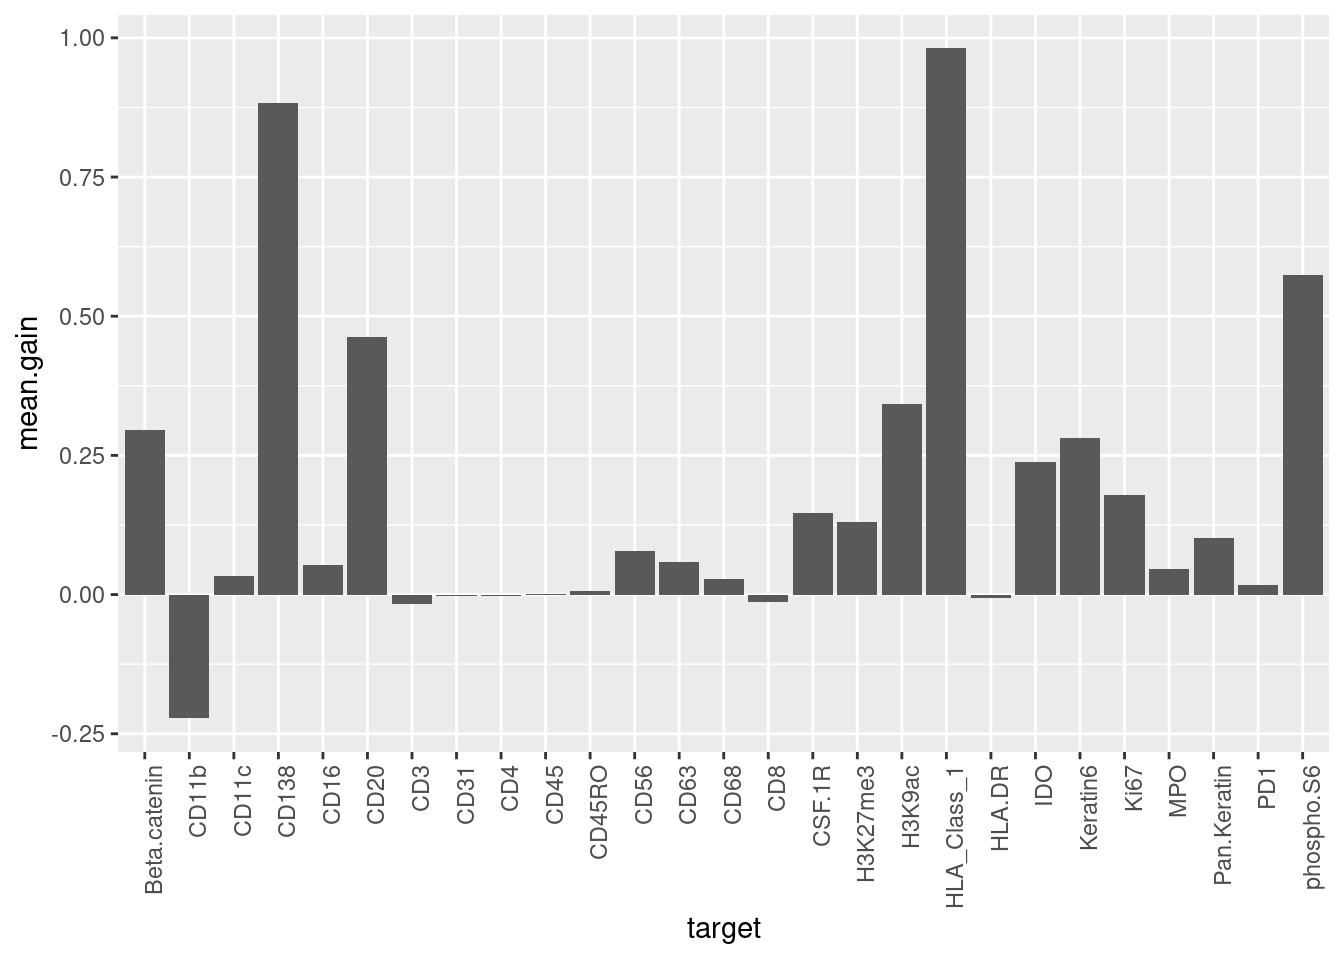 1.00
0.75
0.50
0.25
0.00
-0.25
mean.gain
Beta.catenin
CD11b
CD11c
CD138
CD16
CD20
CD3
CD31
CD4
CD45
CD45RO
CD56
CD63
CD68
CD8
CSF.1R
H3K27me3
H3K9ac
HLA_Class_1
HLA.DR
IDO
Keratin6
Ki67
MPO
Pan.Keratin
PD1
phospho.S6
target